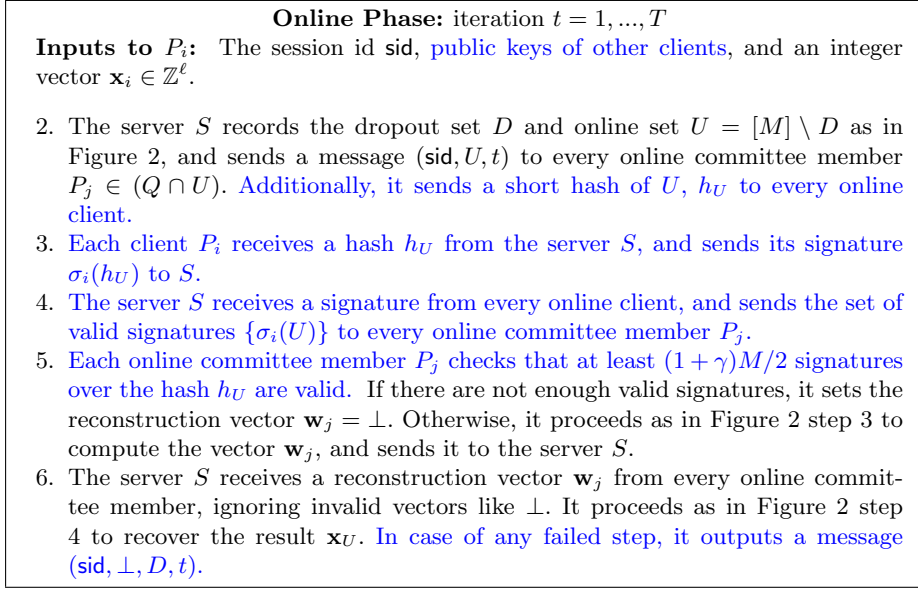 Online Phase: iteration t = 1, ..., T
Inputs to P_i: The session id sid, public keys of other clients, and an integer
vector x_i ∈ ℤ^ℓ.
2. The server S records the dropout set D and online set U = [M] \ D as in
Figure 2, and sends a message (sid, U, t) to every online committee member
P_j ∈ (Q ∩ U). Additionally, it sends a short hash of U, h_U to every online
client.
3. Each client P_i receives a hash h_U from the server S, and sends its signature
σ_i(h_U) to S.
4. The server S receives a signature from every online client, and sends the set of
valid signatures {σ_i(U)} to every online committee member P_j.
5. Each online committee member P_j checks that at least (1 + γ)M/2 signatures
over the hash h_U are valid. If there are not enough valid signatures, it sets the
reconstruction vector w_j = ⊥. Otherwise, it proceeds as in Figure 2 step 3 to
compute the vector w_j, and sends it to the server S.
6. The server S receives a reconstruction vector w_j from every online commit-
tee member, ignoring invalid vectors like ⊥. It proceeds as in Figure 2 step
4 to recover the result x_U. In case of any failed step, it outputs a message
(sid, ⊥, D, t).